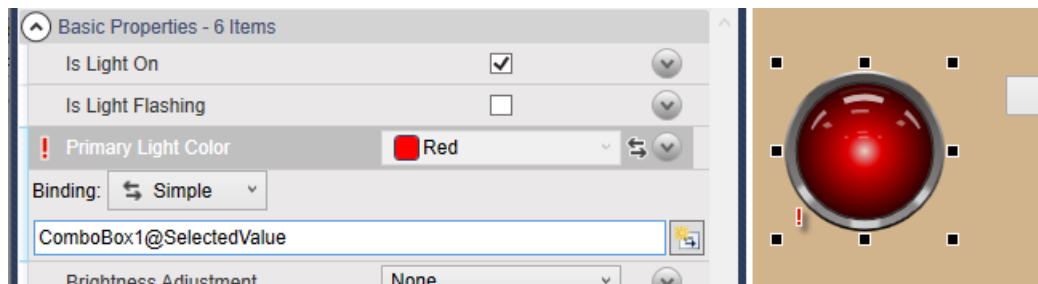 Basic Properties - 6 Items
Is Light On
Is Light Flashing
! Primary Light Color Red
Binding: Simple
ComboBox1@SelectedValue
Brightness Adjustment None
!